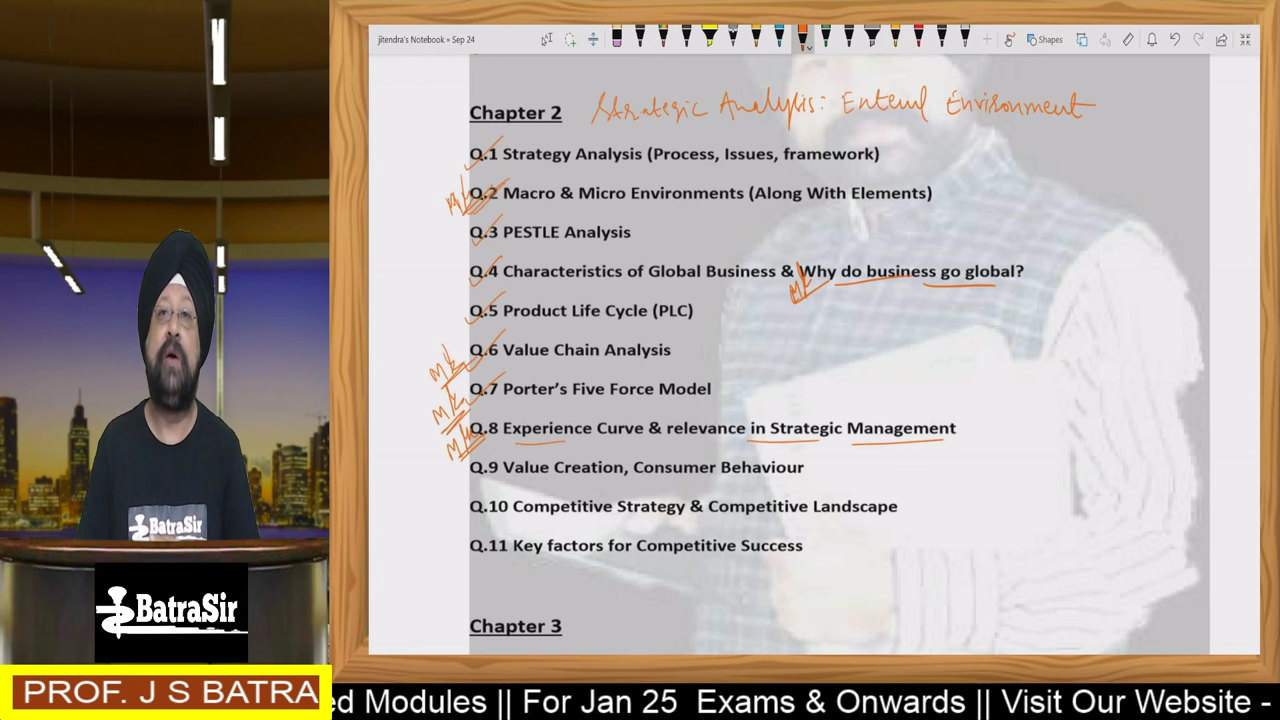 jitendra's Notebook » Sep 24
Shapes
Chapter 2 Strategic Analysis: External Environment
Q.1 Strategy Analysis (Process, Issues, framework)
Q.2 Macro & Micro Environments (Along With Elements)
Q.3 PESTLE Analysis
Q.4 Characteristics of Global Business & Why do business go global?
Q.5 Product Life Cycle (PLC)
Q.6 Value Chain Analysis
Q.7 Porter's Five Force Model
Q.8 Experience Curve & relevance in Strategic Management
Q.9 Value Creation, Consumer Behaviour
Q.10 Competitive Strategy & Competitive Landscape
Q.11 Key factors for Competitive Success
Chapter 3
BatraSir
BatraSir
PROF. J S BATRA
ed Modules || For Jan 25 Exams & Onwards || Visit Our Website -